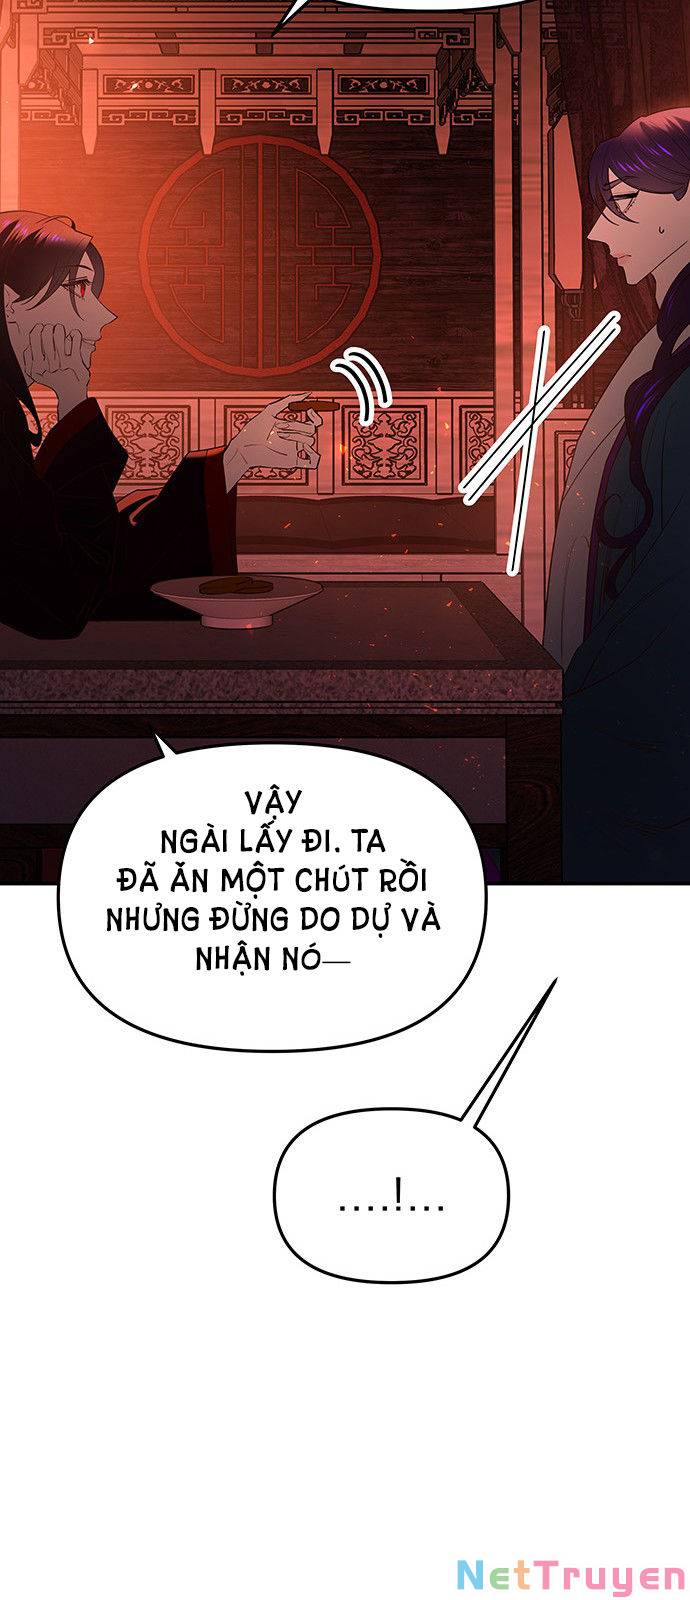 VẬY
NGÀI LẤY ĐI. TA
ĐÃ ĂN MỘT CHÚT RỒI
NHƯNG ĐỪNG DO DỰ VÀ
NHẬN NÓ—
....!...
NetTruyen